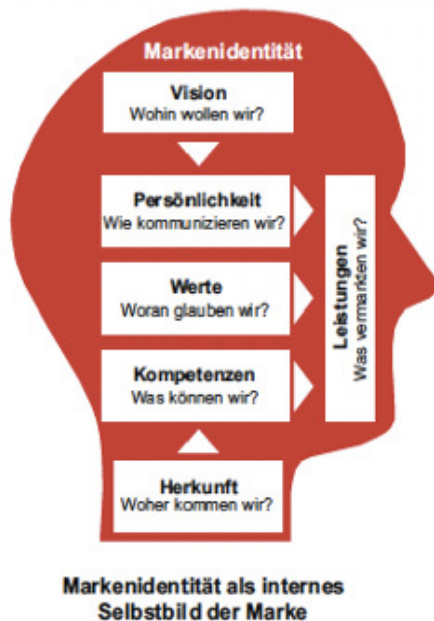 Markenidentität
Vision
Wohin wollen wir?
Persönlichkeit
Wie kommunizieren wir?
Werte
Woran glauben wir?
Kompetenzen
Was können wir?
Herkunft
Woher kommen wir?
Leistungen
Was vermarkten wir?
Markenidentität als internes
Selbstbild der Marke